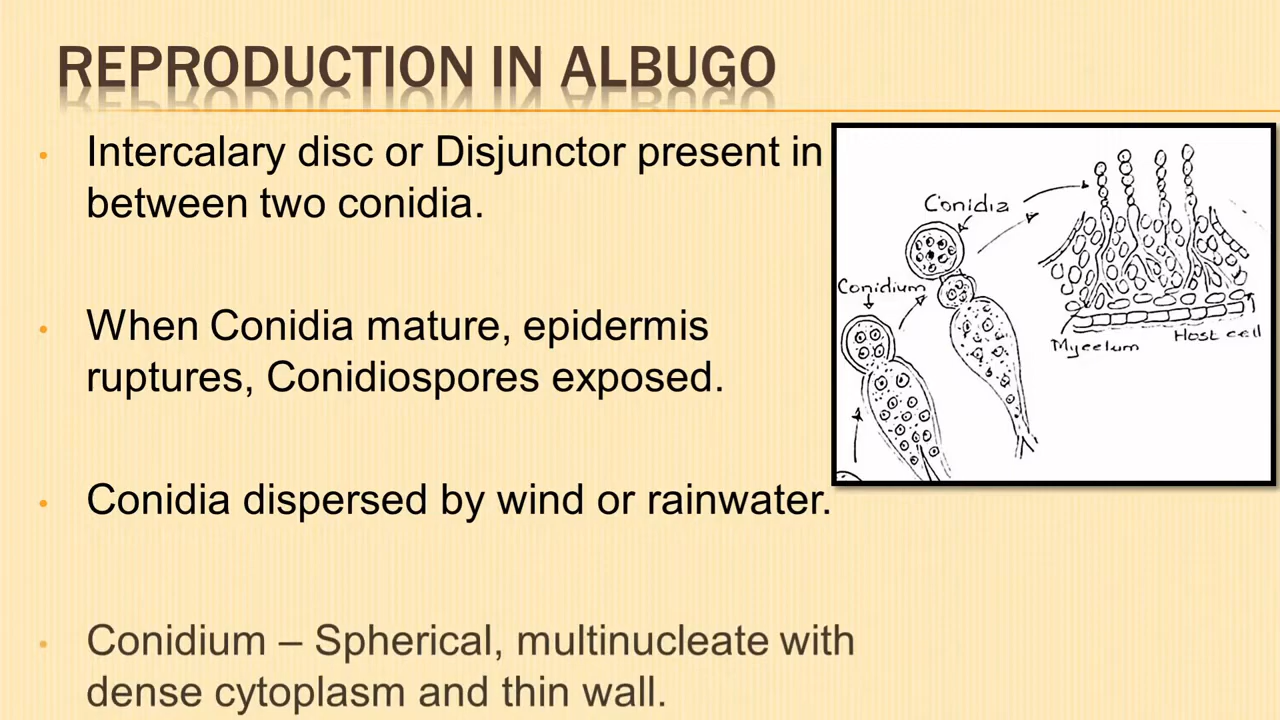 REPRODUCTION IN ALBUGO
• Intercalary disc or Disjunctor present in
between two conidia.
• When Conidia mature, epidermis
ruptures, Conidiospores exposed.
• Conidia dispersed by wind or rainwater.
• Conidium – Spherical, multinucleate with
dense cytoplasm and thin wall.
Conidia
Conidium
Mycelum
Host cell